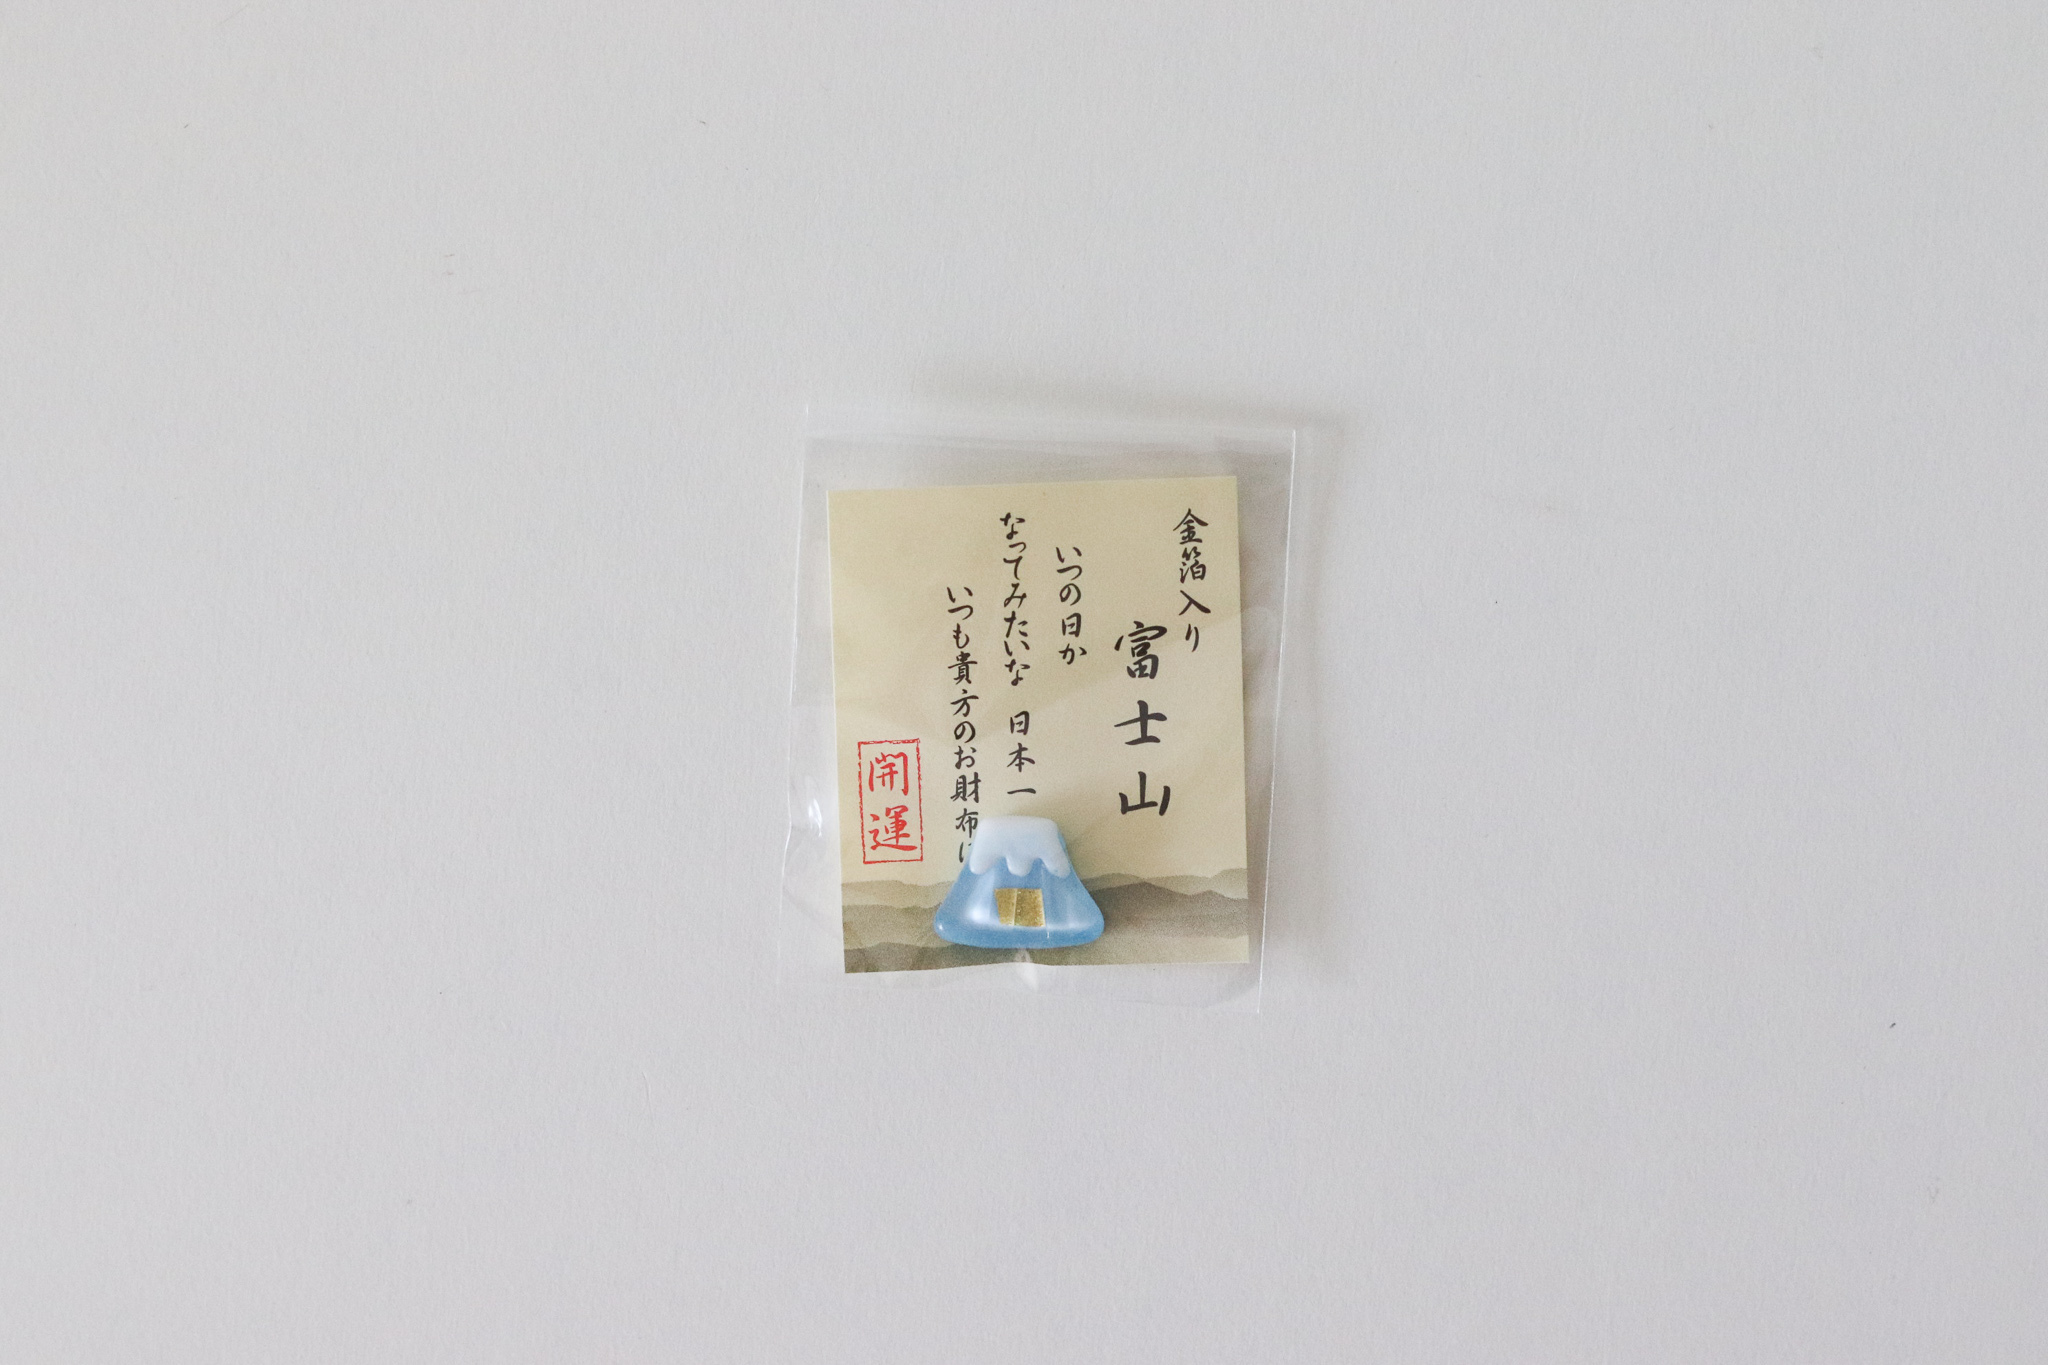 金箔入り
富士山
いつの日か
なってみたいな 日本一
いつも貴方のお財布に
開運